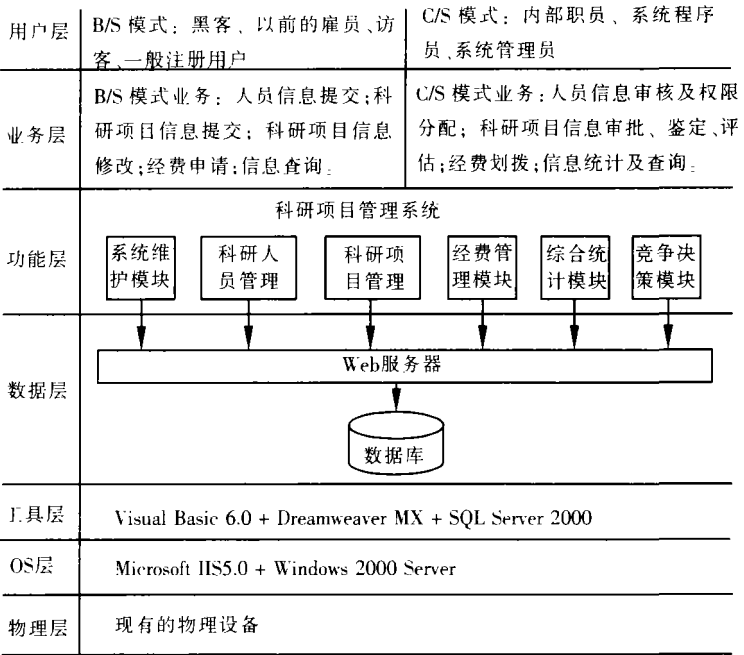 用户层
B/S 模式：黑客、以前的雇员、访
客、一般注册用户
C/S 模式：内部职员、系统程序
员、系统管理员
业务层
B/S 模式业务：人员信息提交；科
研项目信息提交；科研项目信息
修改；经费申请；信息查询。
C/S 模式业务：人员信息审核及权限
分配；科研项目信息审批、鉴定、评
估；经费划拨；信息统计及查询。
功能层
科研项目管理系统
系统维
护模块
科研人
员管理
科研项
目管理
经费管
理模块
综合统
计模块
竞争决
策模块
数据层
Web服务器
数据库
工具层
Visual Basic 6.0 + Dreamweaver MX + SQL Server 2000
OS层
Microsoft IIS5.0 + Windows 2000 Server
物理层
现有的物理设备